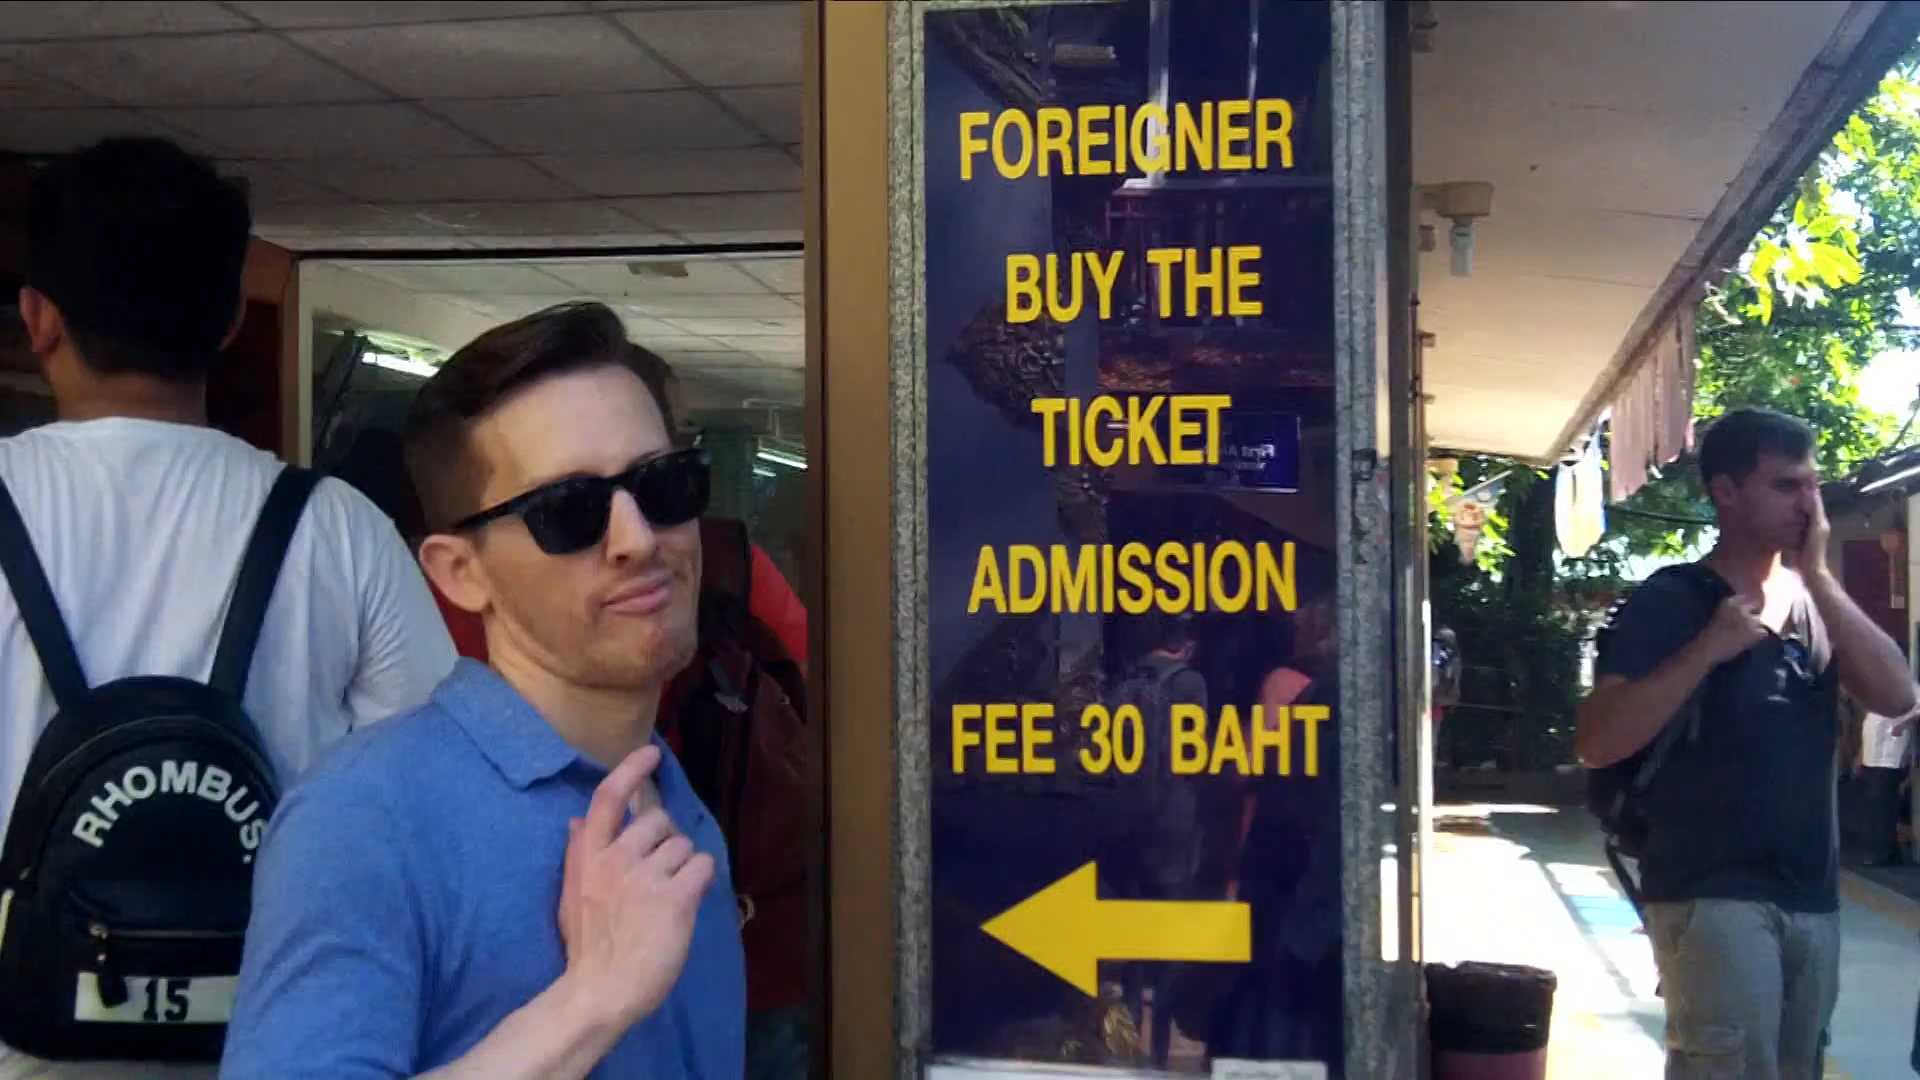 FOREIGNER
BUY THE
TICKET
ADMISSION
FEE 30 BAHT
RHOMBUS.
15